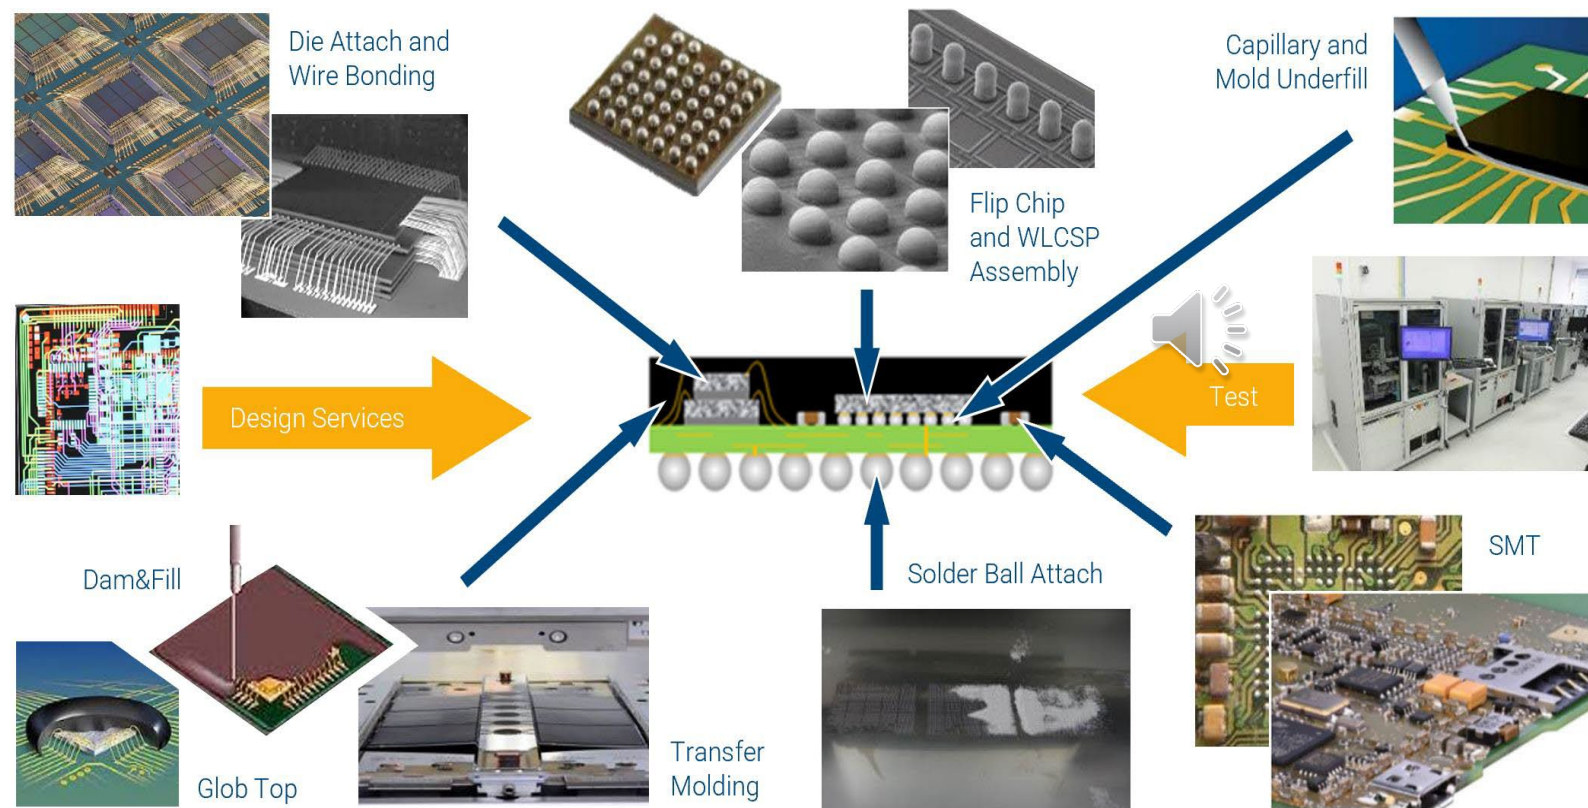 Die Attach and
Wire Bonding
Flip Chip
and WLCSP
Assembly
Capillary and
Mold Underfill
Design Services
Test
Dam&Fill
Glob Top
Transfer
Molding
Solder Ball Attach
SMT